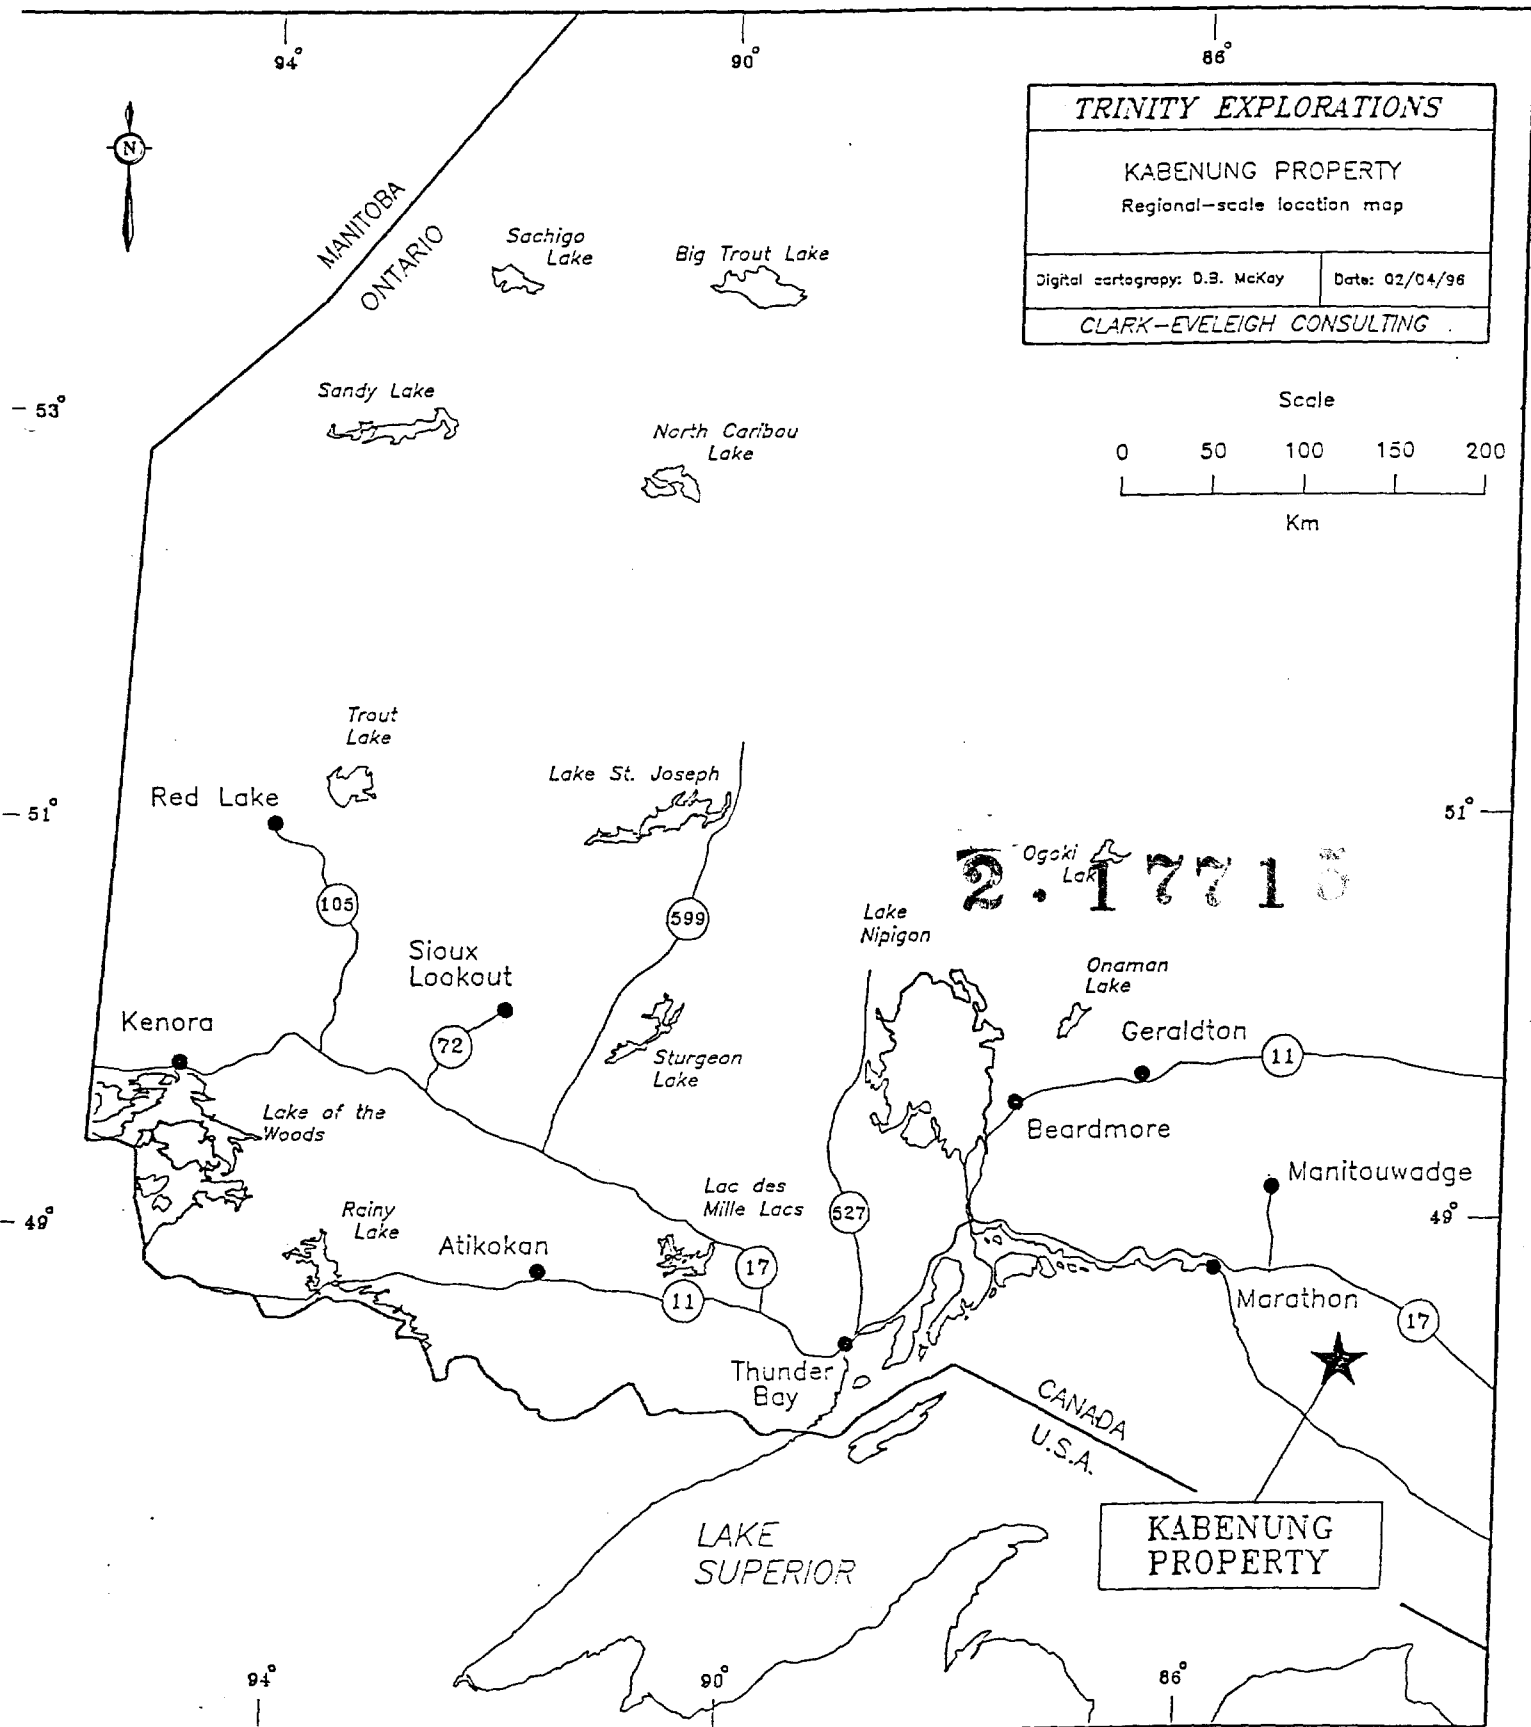 94°
90°
86°
N
TRINITY EXPLORATIONS
KABENUNG PROPERTY
Regional-scale location map
Digital cartograpy: D.B. McKay
Date: 02/04/96
CLARK-EVELEIGH CONSULTING
MANITOBA
ONTARIO
Sachigo
Lake
Big Trout Lake
Sandy Lake
53°
North Caribou
Lake
Scale
0 50 100 150 200
Km
Trout
Lake
Red Lake
Lake St. Joseph
51°
51°
Ogoki
Lak
2.17715
105
599
Lake
Nipigon
Sioux
Lookout
Onaman
Lake
Kenora
72
Sturgeon
Lake
Geraldton
11
Lake of the
Woods
Beardmore
Manitouwadge
Lac des
Mille Lacs
Rainy
Lake
49°
49°
527
Atikokan
17
11
Marathon
17
Thunder
Bay
CANADA
U.S.A.
LAKE
SUPERIOR
KABENUNG
PROPERTY
94°
90°
86°